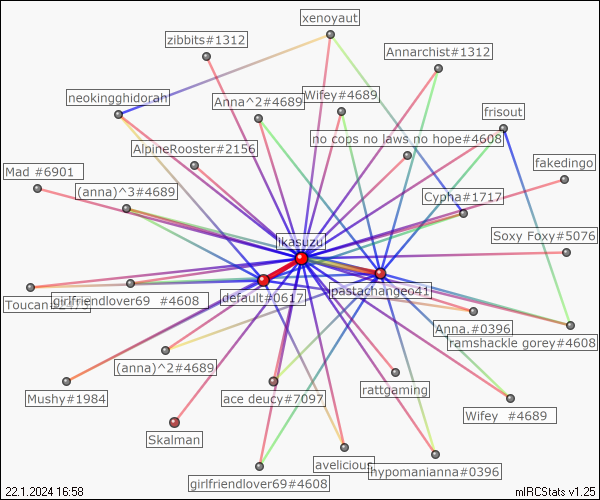 xenoyaut
zibbits#1312
Annarchist#1312
neokingghidorah
Anna^2#4689
Wifey#4689
frisout
AlpineRooster#2156
no cops no laws no hope#4608
fakedingo
Mad #6901
(anna)^3#4689
Cypha#1717
Ikasuzu
Soxy Foxy#5076
default#0617
pastachangeo41
girlfriendlover69 #4608
Anna.#0396
ramshackle gorey#4608
(anna)^2#4689
Mushy#1984
ace deucy#7097
rattgaming
Wifey #4689
Skalman
avelicious
hypomanianna#0396
girlfriendlover69#4608
22.1.2024 16:58
mIRCStats v1.25